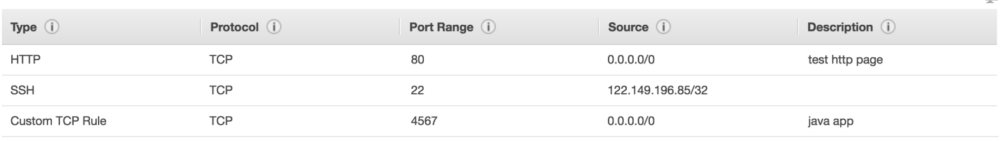 Type Protocol Port Range Source Description
HTTP TCP 80 0.0.0.0/0 test http page
SSH TCP 22 122.149.196.85/32
Custom TCP Rule TCP 4567 0.0.0.0/0 java app